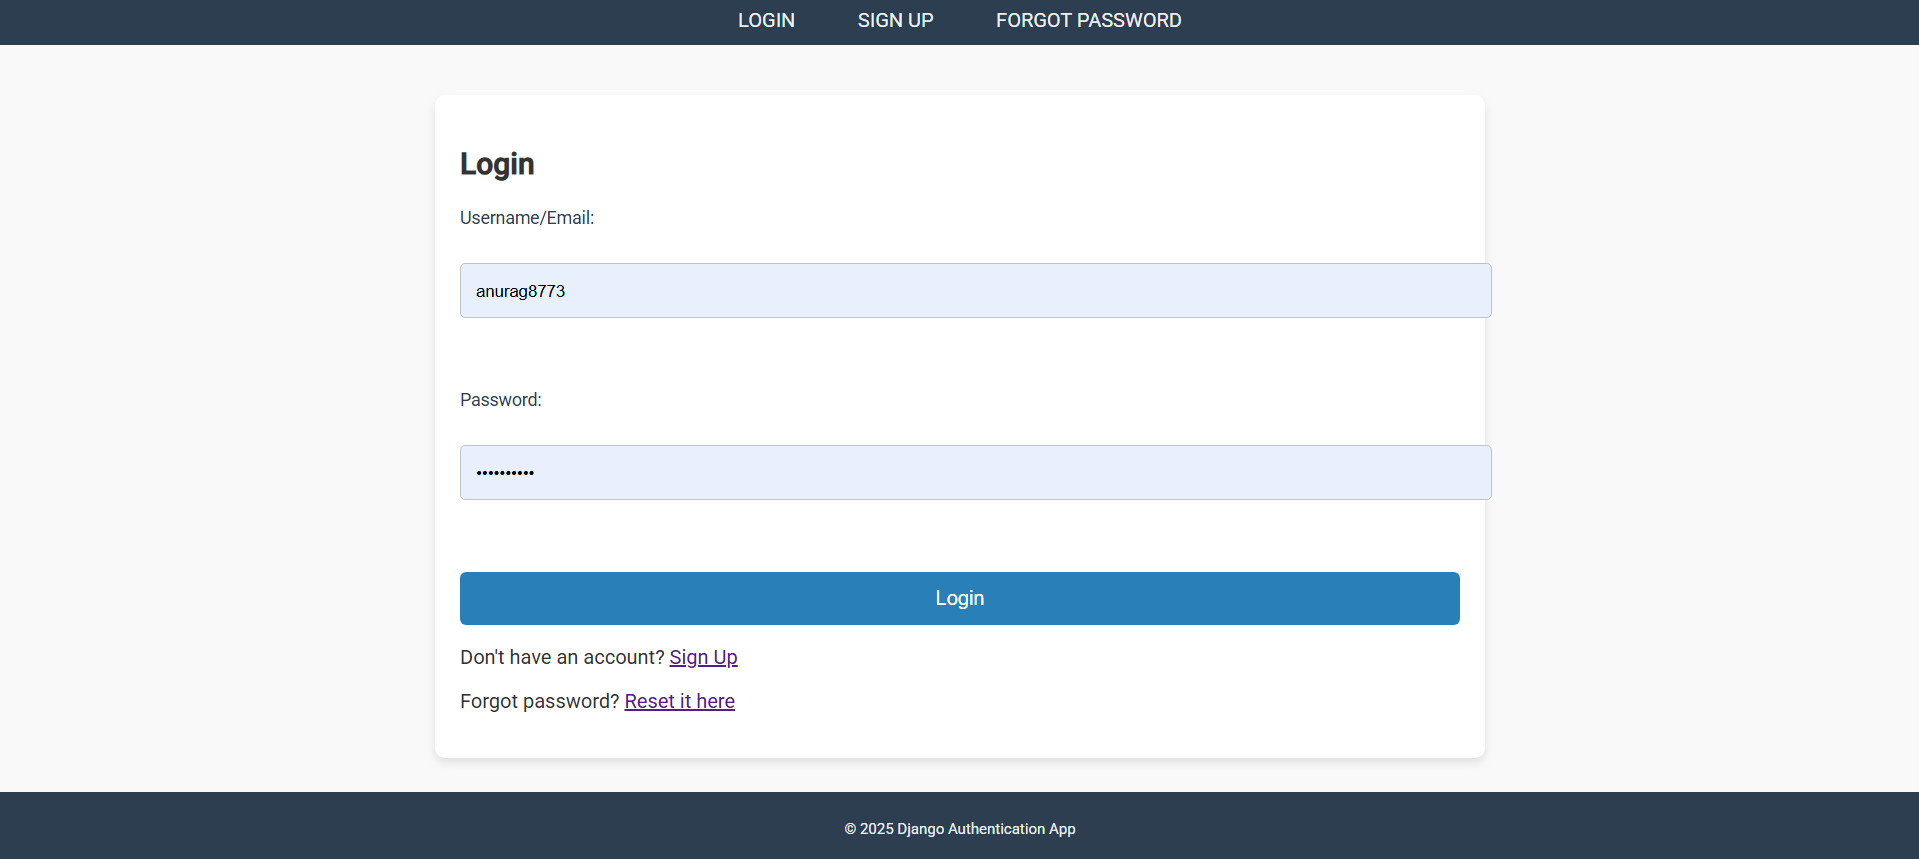 LOGIN SIGN UP FORGOT PASSWORD
Login
Username/Email:
anurag8773
Password:
••••••••••
Login
Don't have an account? Sign Up
Forgot password? Reset it here
© 2025 Django Authentication App